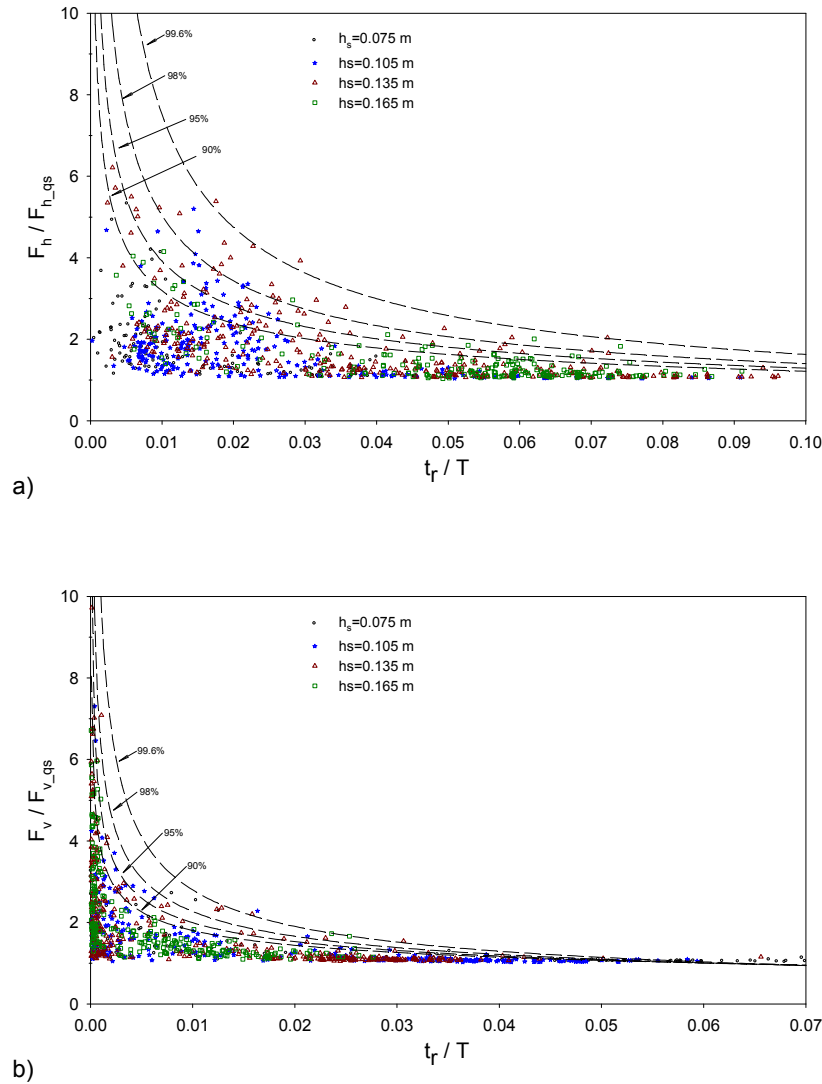 10
99.6%
h_s=0.075 m
hs=0.105 m
8
98%
hs=0.135 m
hs=0.165 m
95%
90%
6
F_h / F_h_qs
4
2
0
0.00 0.01 0.02 0.03 0.04 0.05 0.06 0.07 0.08 0.09 0.10
t_r / T
a)
10
h_s=0.075 m
hs=0.105 m
hs=0.135 m
8
hs=0.165 m
6
99.6%
98%
F_v / F_v_qs
4
95%
90%
2
0
0.00 0.01 0.02 0.03 0.04 0.05 0.06 0.07
t_r / T
b)